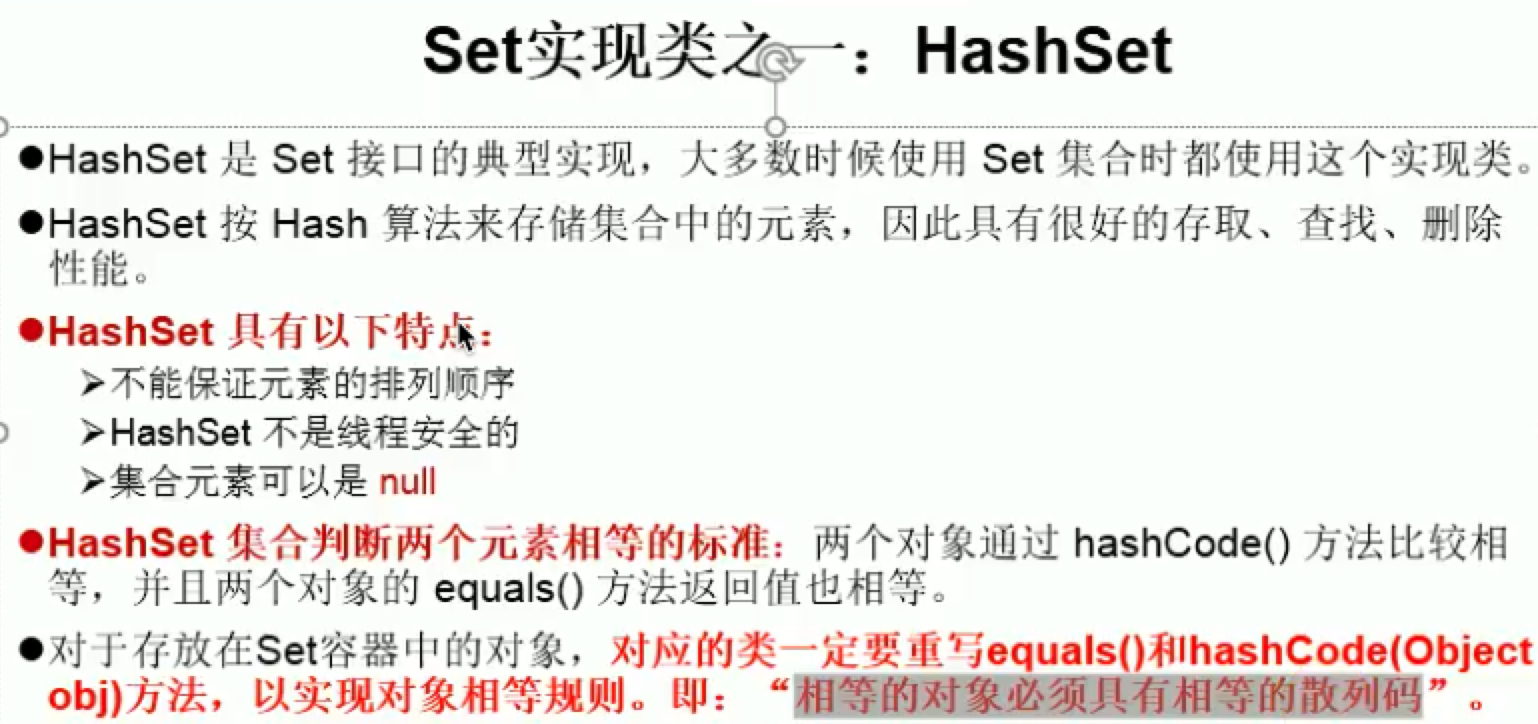 Set实现类之一：HashSet
●HashSet 是 Set 接口的典型实现，大多数时候使用 Set 集合时都使用这个实现类。
●HashSet 按 Hash 算法来存储集合中的元素，因此具有很好的存取、查找、删除
性能。
●HashSet 具有以下特点：
➢不能保证元素的排列顺序
➢HashSet 不是线程安全的
➢集合元素可以是 null
●HashSet 集合判断两个元素相等的标准：两个对象通过 hashCode() 方法比较相
等，并且两个对象的 equals() 方法返回值也相等。
●对于存放在Set容器中的对象，对应的类一定要重写equals()和hashCode(Object
obj)方法，以实现对象相等规则。即：“相等的对象必须具有相等的散列码”。